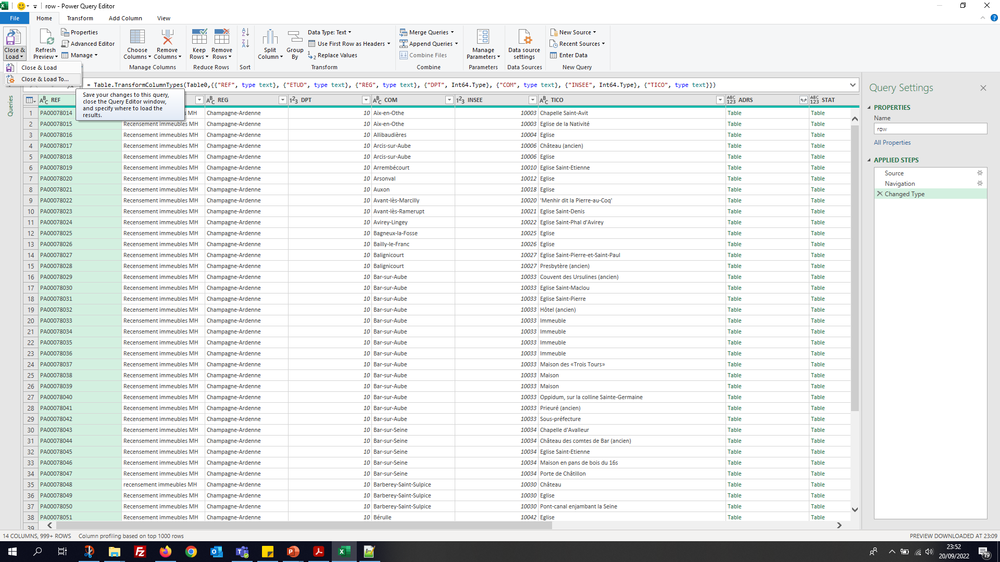 row - Power Query Editor
File Home Transform Add Column View
Close & Load
Refresh Preview
Properties
Advanced Editor
Manage
Choose Columns
Remove Columns
Manage Columns
Keep Rows
Remove Rows
Reduce Rows
Sort
Split Column
Group By
Data Type: Text
Use First Row as Headers
Replace Values
Transform
Merge Queries
Append Queries
Combine Files
Combine
Manage Parameters
Parameters
Data source settings
Data Sources
New Source
Recent Sources
Enter Data
New Query
Close & Load
Close & Load To...
Save your changes to this query,
close the Query Editor window,
and specify where to load the
results.
= Table.TransformColumnTypes(Table0,{{"REF", type text}, {"ETUD", type text}, {"REG", type text}, {"DPT", Int64.Type}, {"COM", type text}, {"INSEE", Int64.Type}, {"TICO", type text}})
Queries
REF REG DPT COM INSEE TICO ADRS STAT
1 PA00078014 s MH Champagne-Ardenne 10 Aix-en-Othe 10003 Chapelle Saint-Avit Table Table
2 PA00078015 Recensement immeubles MH Champagne-Ardenne 10 Aix-en-Othe 10003 Eglise de la Nativité Table Table
3 PA00078016 Recensement immeubles MH Champagne-Ardenne 10 Allibaudières 10004 Eglise Table Table
4 PA00078017 Recensement immeubles MH Champagne-Ardenne 10 Arcis-sur-Aube 10006 Château (ancien) Table Table
5 PA00078018 Recensement immeubles MH Champagne-Ardenne 10 Arcis-sur-Aube 10006 Eglise Table Table
6 PA00078019 Recensement immeubles MH Champagne-Ardenne 10 Arrembécourt 10010 Eglise Saint-Etienne Table Table
7 PA00078020 Recensement immeubles MH Champagne-Ardenne 10 Arsonval 10012 Eglise Table Table
8 PA00078021 Recensement immeubles MH Champagne-Ardenne 10 Auxon 10018 Eglise Table Table
9 PA00078022 Recensement immeubles MH Champagne-Ardenne 10 Avant-lès-Marcilly 10020 'Menhir dit la Pierre-au-Coq' Table Table
10 PA00078023 Recensement immeubles MH Champagne-Ardenne 10 Avant-lès-Ramerupt 10021 Eglise Saint-Denis Table Table
11 PA00078024 Recensement immeubles MH Champagne-Ardenne 10 Avirey-Lingey 10022 Eglise Saint-Phal d'Avirey Table Table
12 PA00078025 Recensement immeubles MH Champagne-Ardenne 10 Bagneux-la-Fosse 10025 Eglise Table Table
13 PA00078026 Recensement immeubles MH Champagne-Ardenne 10 Bailly-le-Franc 10026 Eglise Table Table
14 PA00078027 Recensement immeubles MH Champagne-Ardenne 10 Balignicourt 10027 Eglise Saint-Pierre-et-Saint-Paul Table Table
15 PA00078028 Recensement immeubles MH Champagne-Ardenne 10 Balignicourt 10027 Presbytère (ancien) Table Table
16 PA00078029 Recensement immeubles MH Champagne-Ardenne 10 Bar-sur-Aube 10033 Couvent des Ursulines (ancien) Table Table
17 PA00078030 Recensement immeubles MH Champagne-Ardenne 10 Bar-sur-Aube 10033 Eglise Saint-Maclou Table Table
18 PA00078031 Recensement immeubles MH Champagne-Ardenne 10 Bar-sur-Aube 10033 Eglise Saint-Pierre Table Table
19 PA00078032 Recensement immeubles MH Champagne-Ardenne 10 Bar-sur-Aube 10033 Hôtel (ancien) Table Table
20 PA00078033 Recensement immeubles MH Champagne-Ardenne 10 Bar-sur-Aube 10033 Immeuble Table Table
21 PA00078034 Recensement immeubles MH Champagne-Ardenne 10 Bar-sur-Aube 10033 Immeuble Table Table
22 PA00078035 Recensement immeubles MH Champagne-Ardenne 10 Bar-sur-Aube 10033 Immeuble Table Table
23 PA00078036 Recensement immeubles MH Champagne-Ardenne 10 Bar-sur-Aube 10033 Immeuble Table Table
24 PA00078037 Recensement immeubles MH Champagne-Ardenne 10 Bar-sur-Aube 10033 Maison des «Trois Tours» Table Table
25 PA00078038 Recensement immeubles MH Champagne-Ardenne 10 Bar-sur-Aube 10033 Maison Table Table
26 PA00078039 Recensement immeubles MH Champagne-Ardenne 10 Bar-sur-Aube 10033 Maison Table Table
27 PA00078040 Recensement immeubles MH Champagne-Ardenne 10 Bar-sur-Aube 10033 Oppidum, sur la colline Sainte-Germaine Table Table
28 PA00078041 Recensement immeubles MH Champagne-Ardenne 10 Bar-sur-Aube 10033 Prieuré (ancien) Table Table
29 PA00078042 Recensement immeubles MH Champagne-Ardenne 10 Bar-sur-Aube 10033 Sous-préfecture Table Table
30 PA00078043 Recensement immeubles MH Champagne-Ardenne 10 Bar-sur-Seine 10034 Chapelle d'Avalleur Table Table
31 PA00078044 Recensement immeubles MH Champagne-Ardenne 10 Bar-sur-Seine 10034 Château des comtes de Bar (ancien) Table Table
32 PA00078045 Recensement immeubles MH Champagne-Ardenne 10 Bar-sur-Seine 10034 Eglise Saint-Etienne Table Table
33 PA00078046 Recensement immeubles MH Champagne-Ardenne 10 Bar-sur-Seine 10034 Maison en pans de bois du 16s Table Table
34 PA00078047 Recensement immeubles MH Champagne-Ardenne 10 Bar-sur-Seine 10034 Porte de Châtillon Table Table
35 PA00078048 recensement immeubles MH Champagne-Ardenne 10 Barberey-Saint-Sulpice 10030 Château Table Table
36 PA00078049 Recensement immeubles MH Champagne-Ardenne 10 Barberey-Saint-Sulpice 10030 Eglise Table Table
37 PA00078050 Recensement immeubles MH Champagne-Ardenne 10 Barberey-Saint-Sulpice 10030 Pont-canal enjambant la Seine Table Table
38 PA00078051 Recensement immeubles MH Champagne-Ardenne 10 Bérulle 10042 Eglise Table Table
39
Query Settings
PROPERTIES
Name
row
All Properties
APPLIED STEPS
Source
Navigation
Changed Type
14 COLUMNS, 999+ ROWS Column profiling based on top 1000 rows
PREVIEW DOWNLOADED AT 23:09
23:52
20/09/2022
19